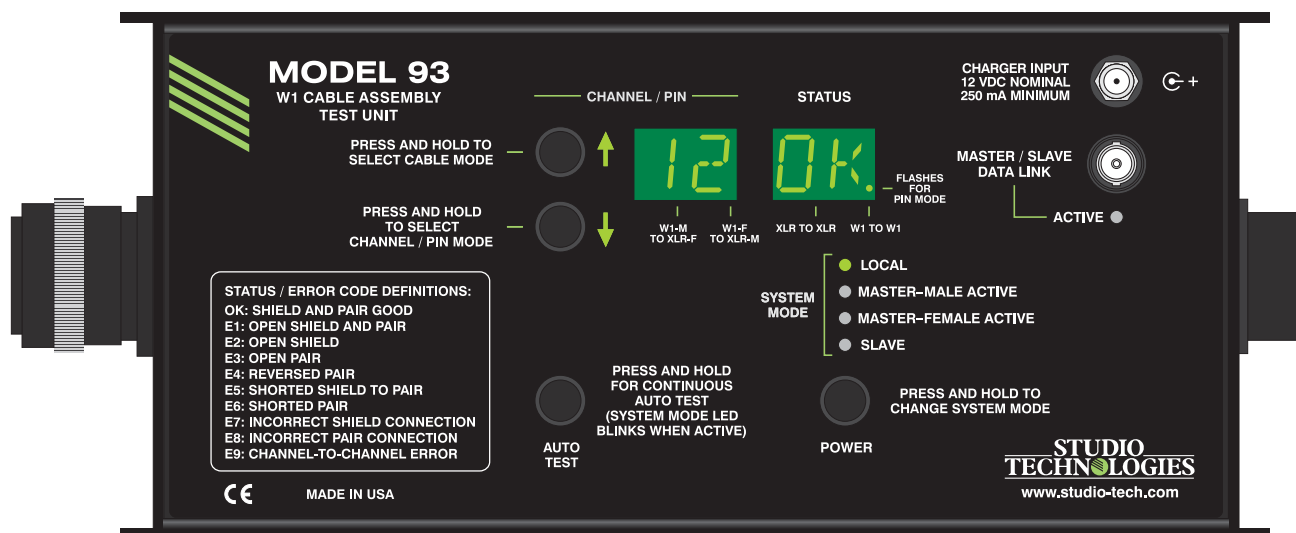 MODEL 93
W1 CABLE ASSEMBLY
TEST UNIT
CHANNEL / PIN
STATUS
CHARGER INPUT
12 VDC NOMINAL
250 mA MINIMUM
+
PRESS AND HOLD TO
SELECT CABLE MODE
12
OK.
MASTER / SLAVE
DATA LINK
FLASHES
FOR
PIN MODE
ACTIVE
PRESS AND HOLD
TO SELECT
CHANNEL / PIN MODE
W1-M
TO XLR-F
W1-F
TO XLR-M
XLR TO XLR
W1 TO W1
SYSTEM
MODE
LOCAL
MASTER–MALE ACTIVE
MASTER–FEMALE ACTIVE
SLAVE
STATUS / ERROR CODE DEFINITIONS:
OK: SHIELD AND PAIR GOOD
E1: OPEN SHIELD AND PAIR
E2: OPEN SHIELD
E3: OPEN PAIR
E4: REVERSED PAIR
E5: SHORTED SHIELD TO PAIR
E6: SHORTED PAIR
E7: INCORRECT SHIELD CONNECTION
E8: INCORRECT PAIR CONNECTION
E9: CHANNEL-TO-CHANNEL ERROR
PRESS AND HOLD
FOR CONTINUOUS
AUTO TEST
(SYSTEM MODE LED
BLINKS WHEN ACTIVE)
AUTO
TEST
PRESS AND HOLD TO
CHANGE SYSTEM MODE
POWER
CE
MADE IN USA
STUDIO
TECHNOLOGIES
www.studio-tech.com